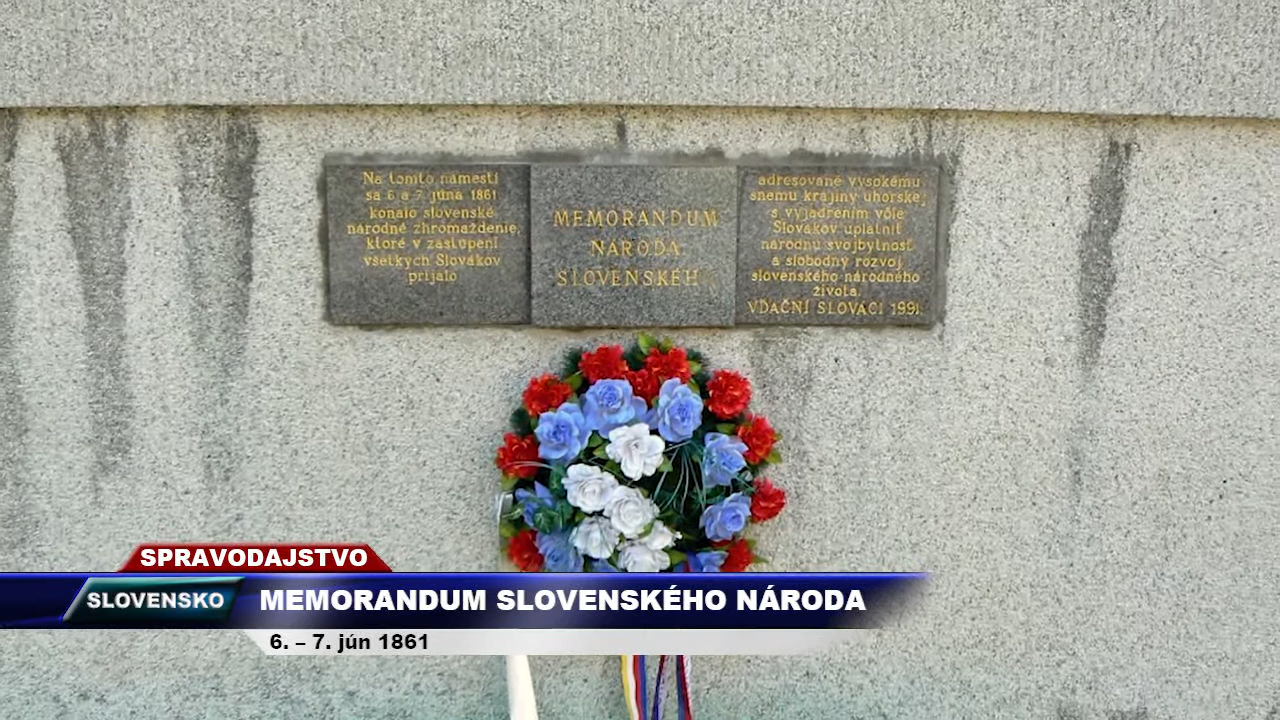 Na tomto námestí
sa 6 a 7. júna 1861
konalo slovenské
národné zhromaždenie,
ktoré v zastúpení
všetkých Slovákov
prijalo
MEMORANDUM
NÁRODA
SLOVENSKÉH
adresované vysokému
snemu krajiny uhorskej
s vyjadrením vôle
Slovákov uplatniť
národnú svojbytnosť
a slobodný rozvoj
slovenského národného
života.
VĎAČNÍ SLOVÁCI 1991.
SPRAVODAJSTVO
SLOVENSKO
MEMORANDUM SLOVENSKÉHO NÁRODA
6. – 7. jún 1861